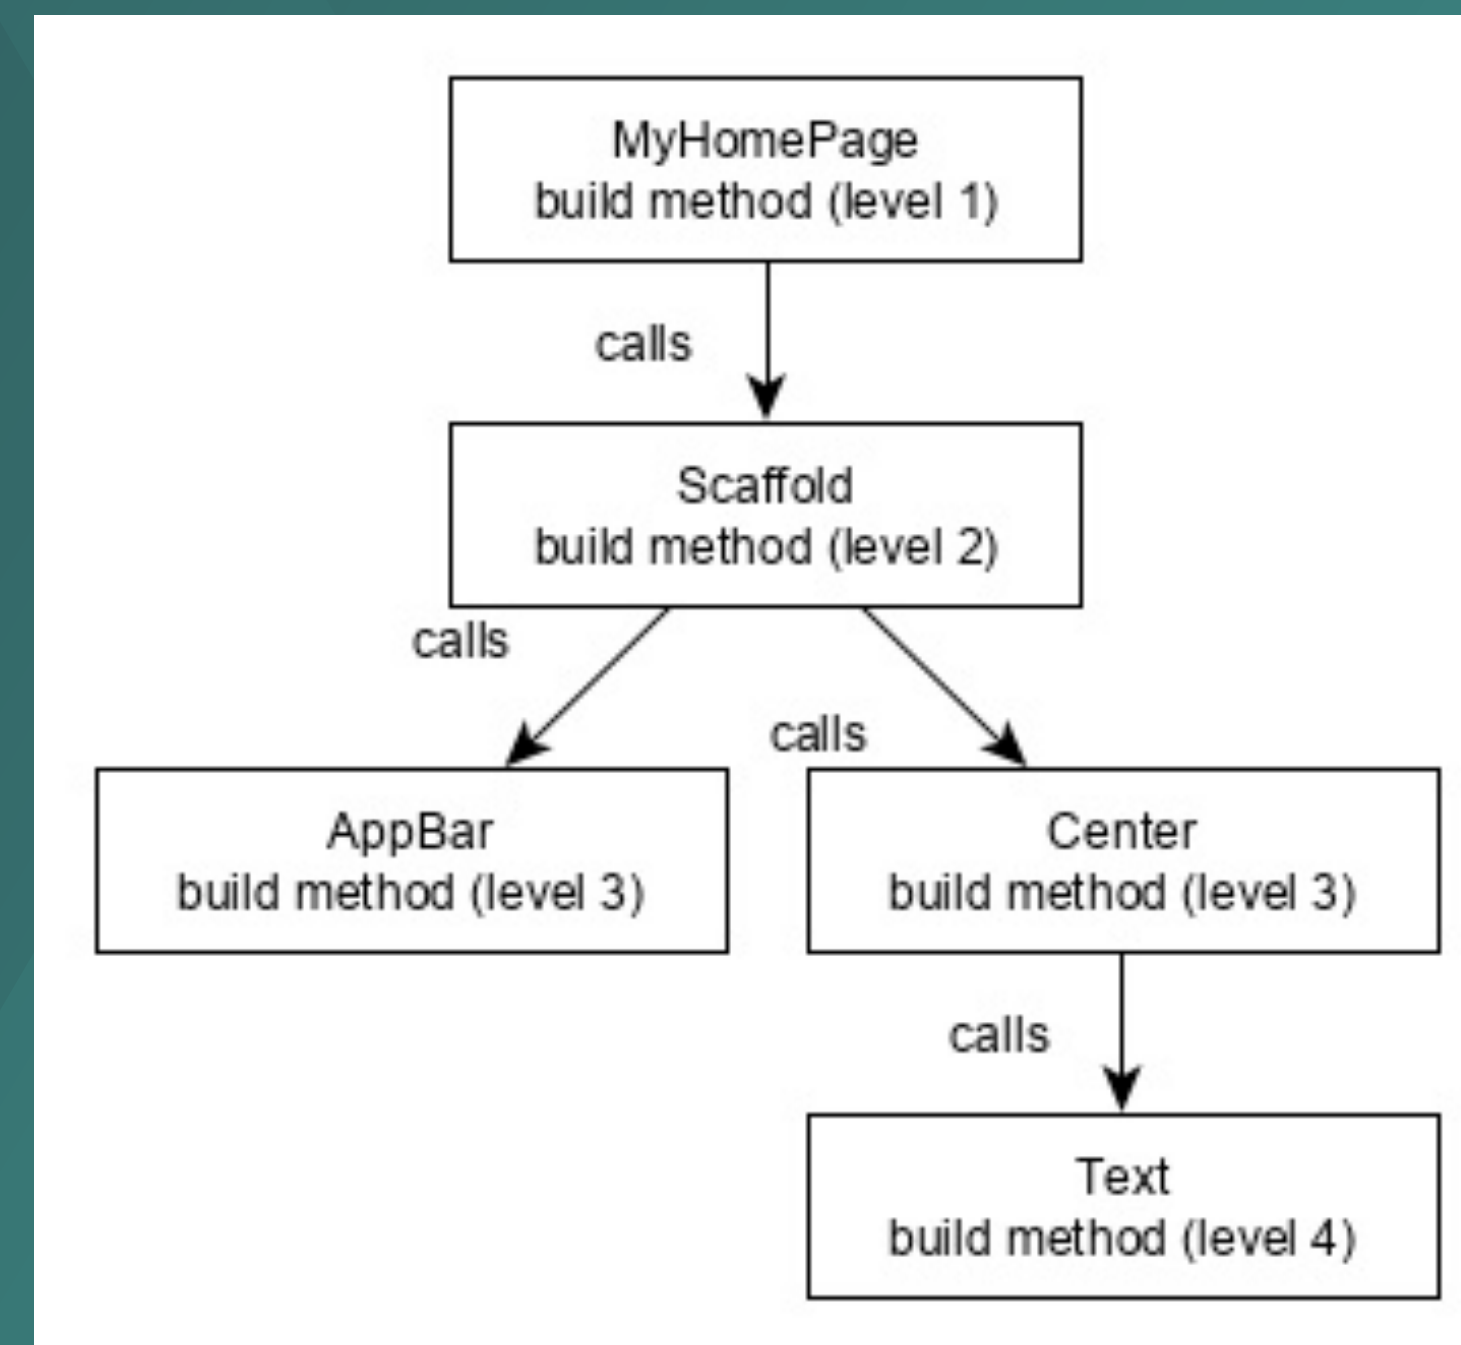 MyHomePage
build method (level 1)
calls
Scaffold
build method (level 2)
calls
calls
AppBar
build method (level 3)
Center
build method (level 3)
calls
Text
build method (level 4)